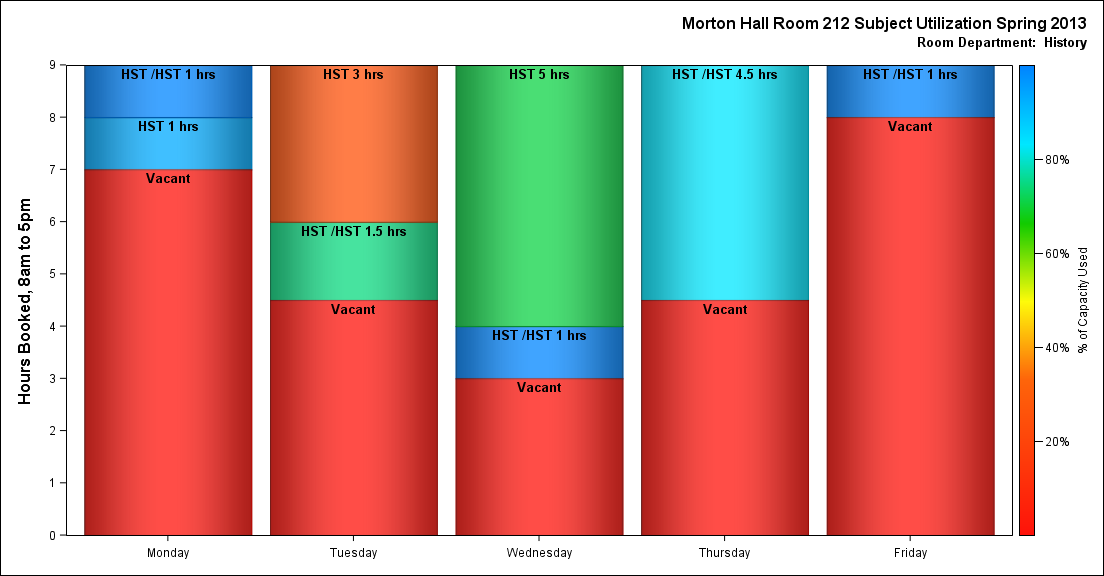 Morton Hall Room 212 Subject Utilization Spring 2013
Room Department:  History
Hours Booked, 8am to 5pm
9
8
7
6
5
4
3
2
1
0
HST /HST 1 hrs
HST 1 hrs
Vacant
HST 3 hrs
HST /HST 1.5 hrs
Vacant
HST 5 hrs
HST /HST 1 hrs
Vacant
HST /HST 4.5 hrs
Vacant
HST /HST 1 hrs
Vacant
Monday
Tuesday
Wednesday
Thursday
Friday
80%
60%
40%
20%
% of Capacity Used